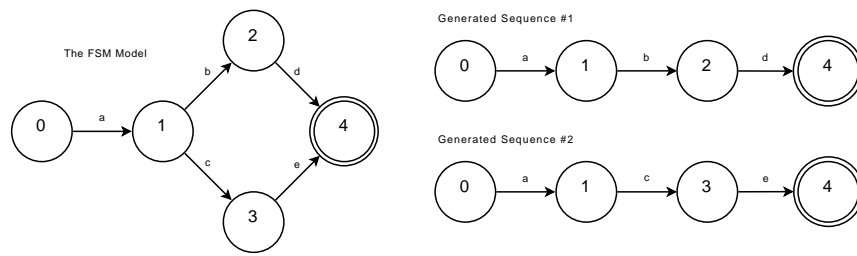 The FSM Model
0
a
1
b
2
d
c
3
e
4
Generated Sequence #1
0 a 1 b 2 d 4
Generated Sequence #2
0 a 1 c 3 e 4